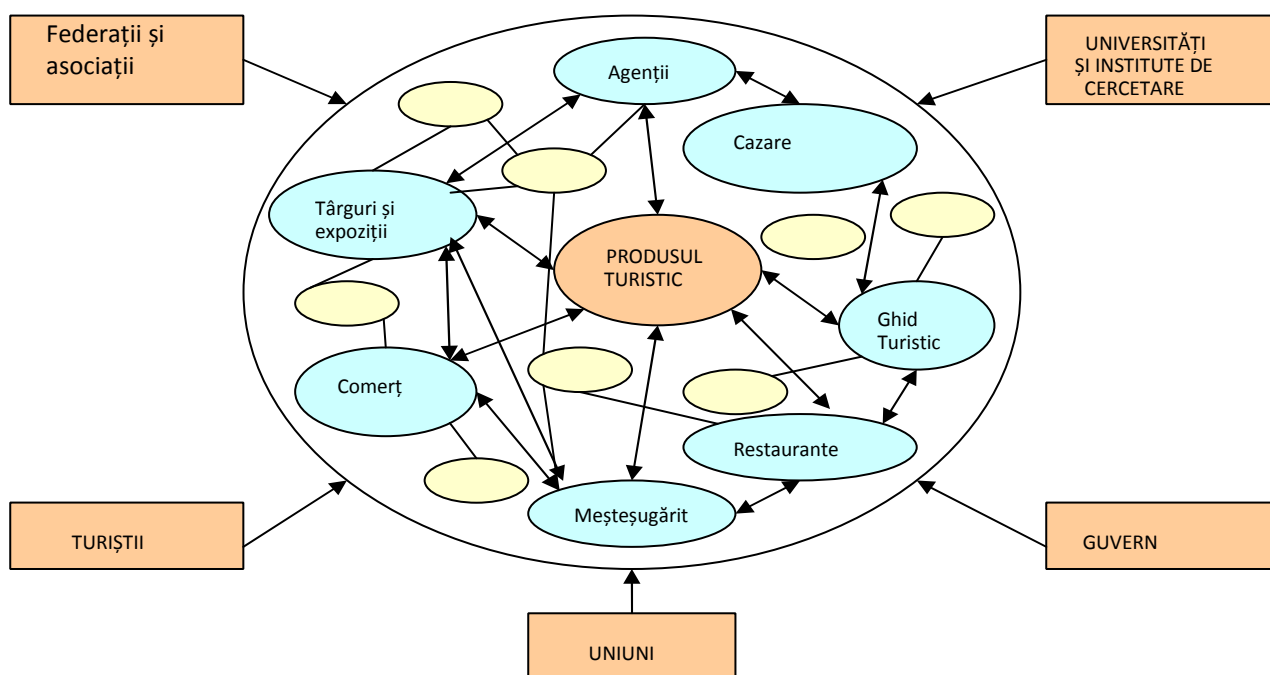 Federații și
asociații
UNIVERSITĂȚI
ȘI INSTITUTE DE
CERCETARE
Agenții
Cazare
Târguri și
expoziții
PRODUSUL
TURISTIC
Ghid
Turistic
Comerț
Restaurante
Meșteșugărit
TURIȘTII
GUVERN
UNIUNI